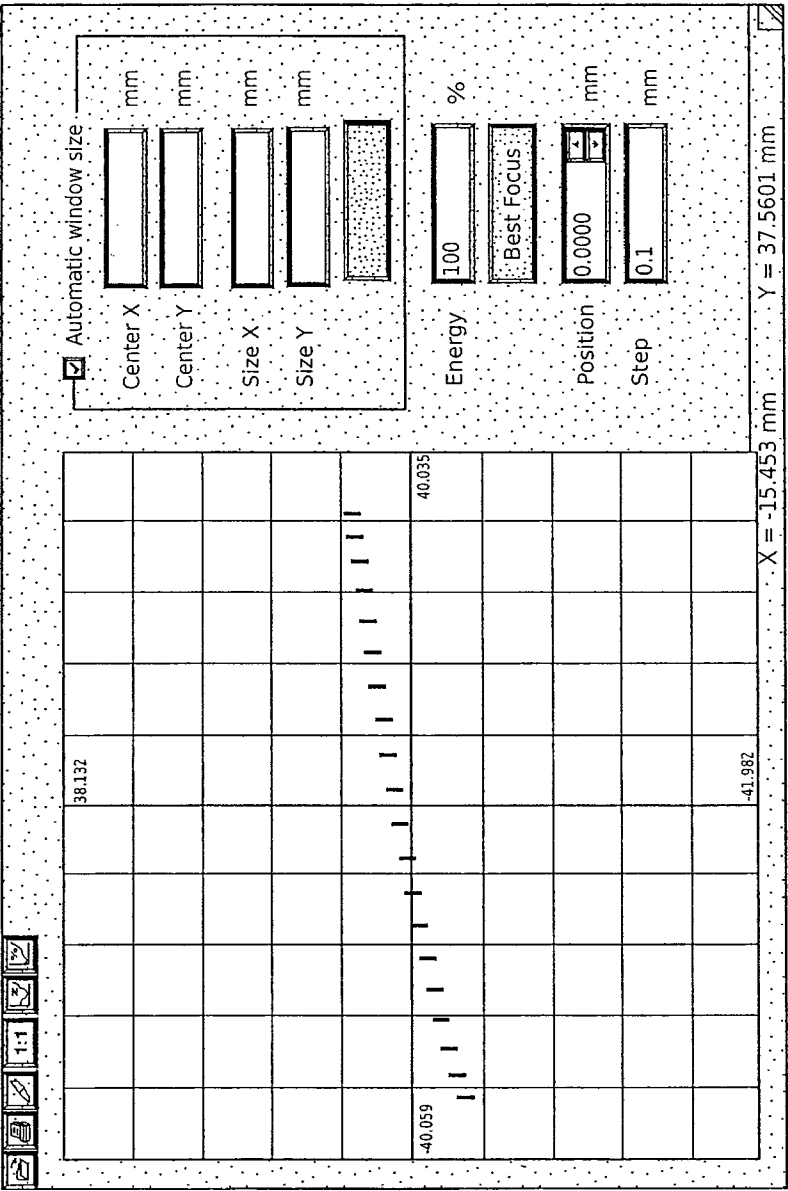 1:1
38.132
-40.059
40.035
-41.982
Automatic window size
Center X mm
Center Y mm
Size X mm
Size Y mm
Energy 100 %
Best Focus
Position 0.0000 mm
Step 0.1 mm
X = -15.453 mm Y = 37.5601 mm